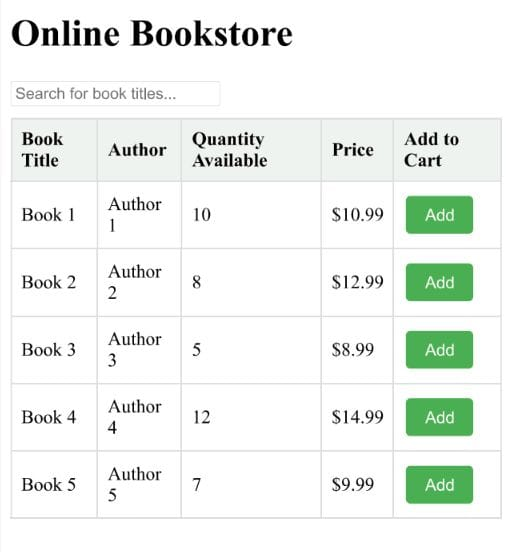 Online Bookstore
Search for book titles...
Book
Title
Author
Quantity
Available
Price
Add to
Cart
Book 1
Author
1
10
$10.99
Add
Book 2
Author
2
8
$12.99
Add
Book 3
Author
3
5
$8.99
Add
Book 4
Author
4
12
$14.99
Add
Book 5
Author
5
7
$9.99
Add